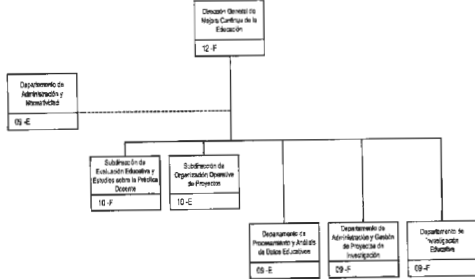 Dirección General de
Mejora Continua de la
Educación
12 -F
Departamento de
Administración y
Normatividad
09 -E
Subdirección de
Evaluación Educativa y
Estudios sobre la Práctica
Docente
10 -F
Subdirección de
Organización Operativa
de Proyectos
10 -E
Departamento de
Procesamiento y Análisis
de Datos Educativos
09 -E
Departamento de
Administración y Gestión
de Proyectos de
Investigación
09 -F
Departamento de
Investigación
Educativa
09 -F